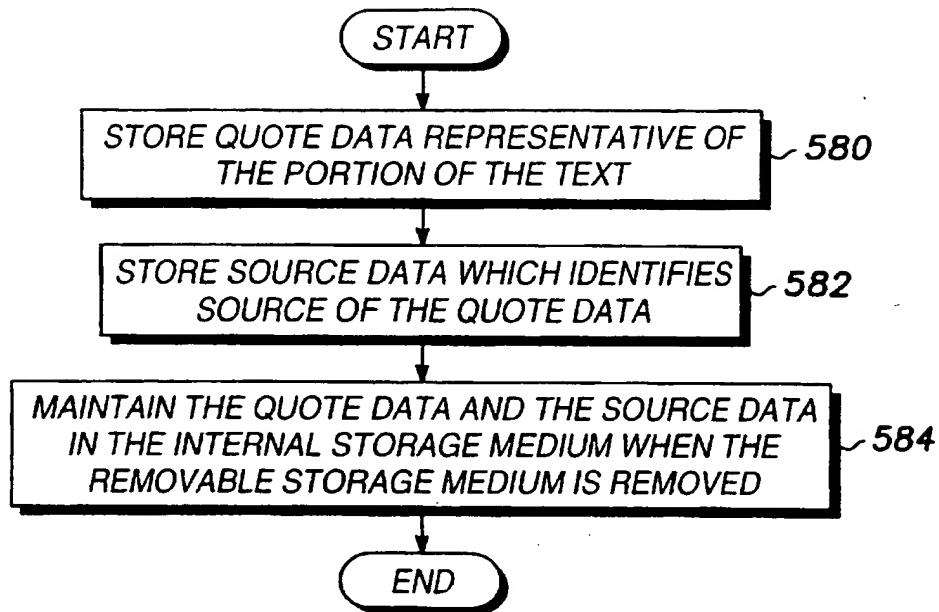 START
STORE QUOTE DATA REPRESENTATIVE OF
THE PORTION OF THE TEXT
580
STORE SOURCE DATA WHICH IDENTIFIES
SOURCE OF THE QUOTE DATA
582
MAINTAIN THE QUOTE DATA AND THE SOURCE DATA
IN THE INTERNAL STORAGE MEDIUM WHEN THE
REMOVABLE STORAGE MEDIUM IS REMOVED
584
END